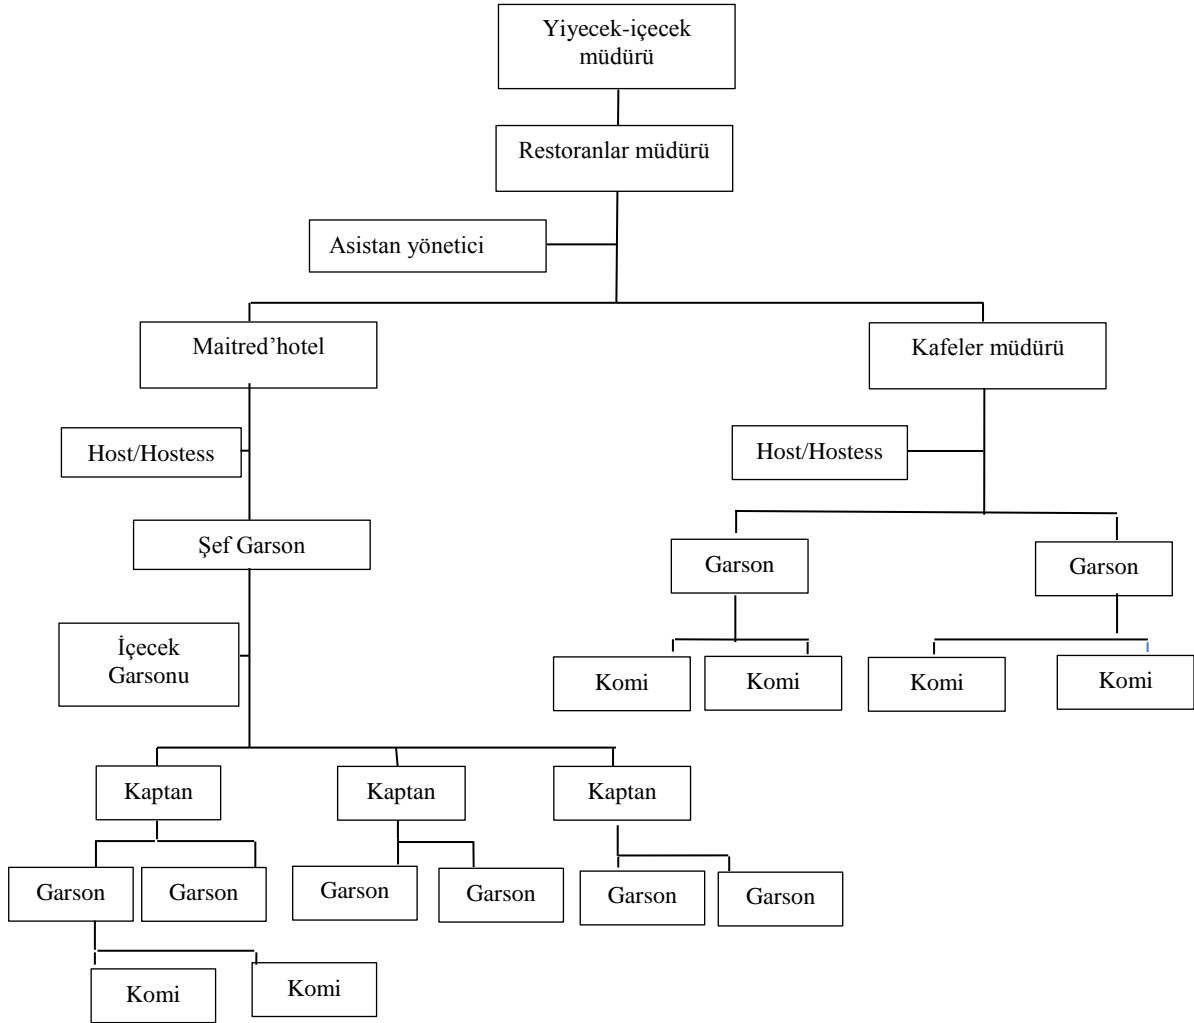 Yiyecek-içecek
müdürü
Restoranlar müdürü
Asistan yönetici
Maitred’hotel
Kafeler müdürü
Host/Hostess
Host/Hostess
Şef Garson
Garson
Garson
İçecek
Garsonu
Komi
Komi
Komi
Komi
Kaptan
Kaptan
Kaptan
Garson
Garson
Garson
Garson
Garson
Garson
Komi
Komi